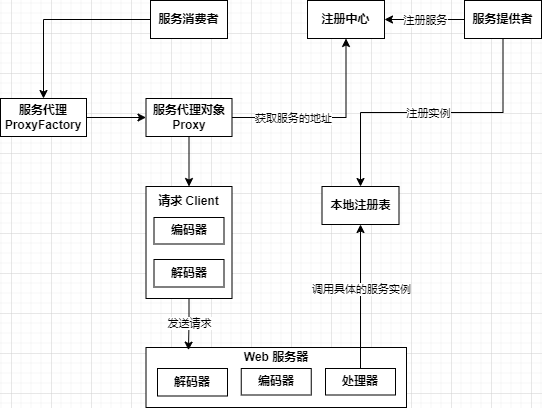 服务消费者
注册中心
注册服务
服务提供者
服务代理
ProxyFactory
服务代理对象
Proxy
获取服务的地址
注册实例
请求 Client
编码器
解码器
本地注册表
发送请求
调用具体的服务实例
Web 服务器
解码器
编码器
处理器